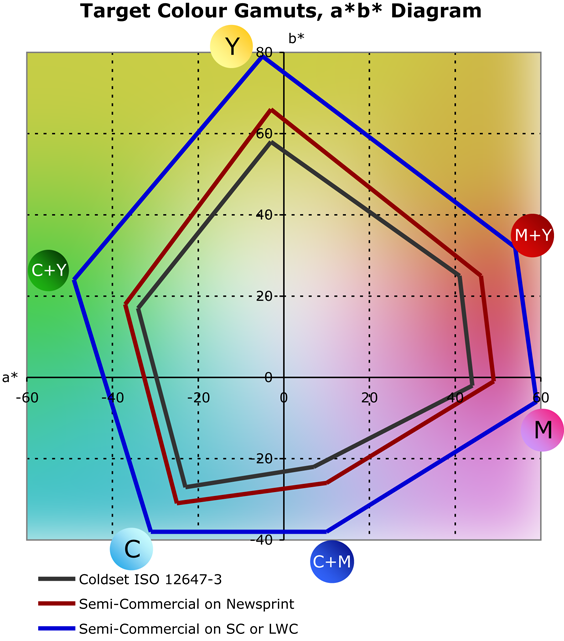 Target Colour Gamuts, a*b* Diagram
b*
Y
80
60
M+Y
40
C+Y
20
a*
0
-60
-40
-20
0
20
40
60
M
-20
-40
C
C+M
Coldset ISO 12647-3
Semi-Commercial on Newsprint
Semi-Commercial on SC or LWC